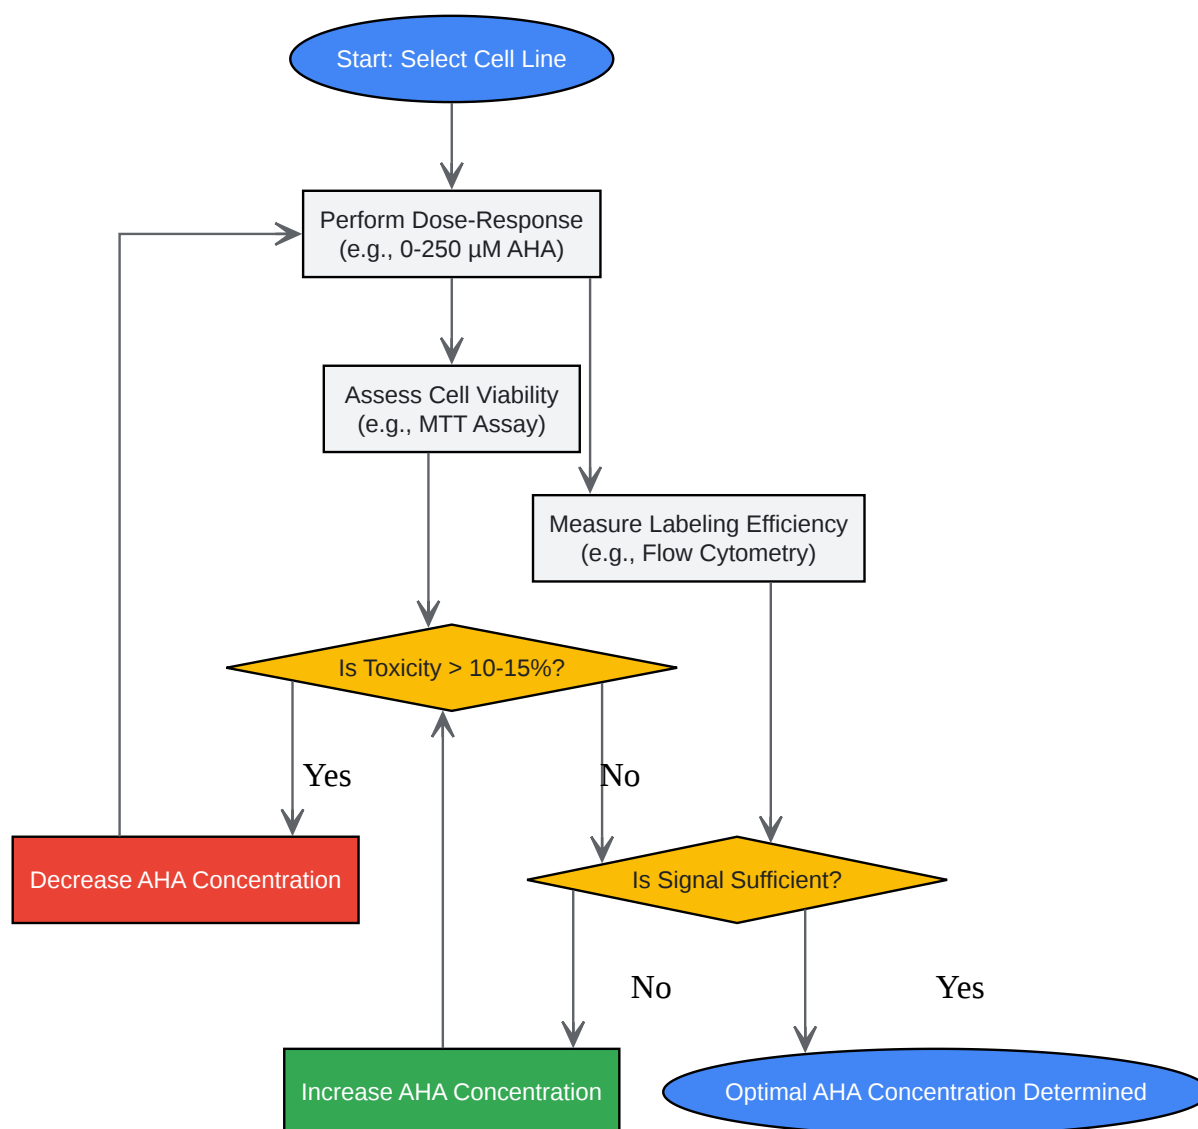 Start: Select Cell Line
Perform Dose-Response
(e.g., 0-250 µM AHA)
Assess Cell Viability
(e.g., MTT Assay)
Measure Labeling Efficiency
(e.g., Flow Cytometry)
Is Toxicity > 10-15%?
Yes
No
Decrease AHA Concentration
Is Signal Sufficient?
No
Yes
Increase AHA Concentration
Optimal AHA Concentration Determined